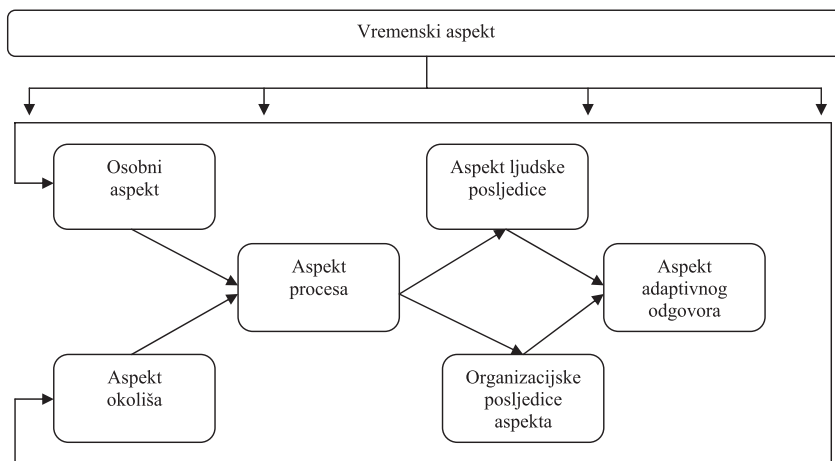 Vremenski aspekt
Osobni
aspekt
Aspekt ljudske
posljedice
Aspekt
procesa
Aspekt
adaptivnog
odgovora
Aspekt
okoliša
Organizacijske
posljedice
aspekta